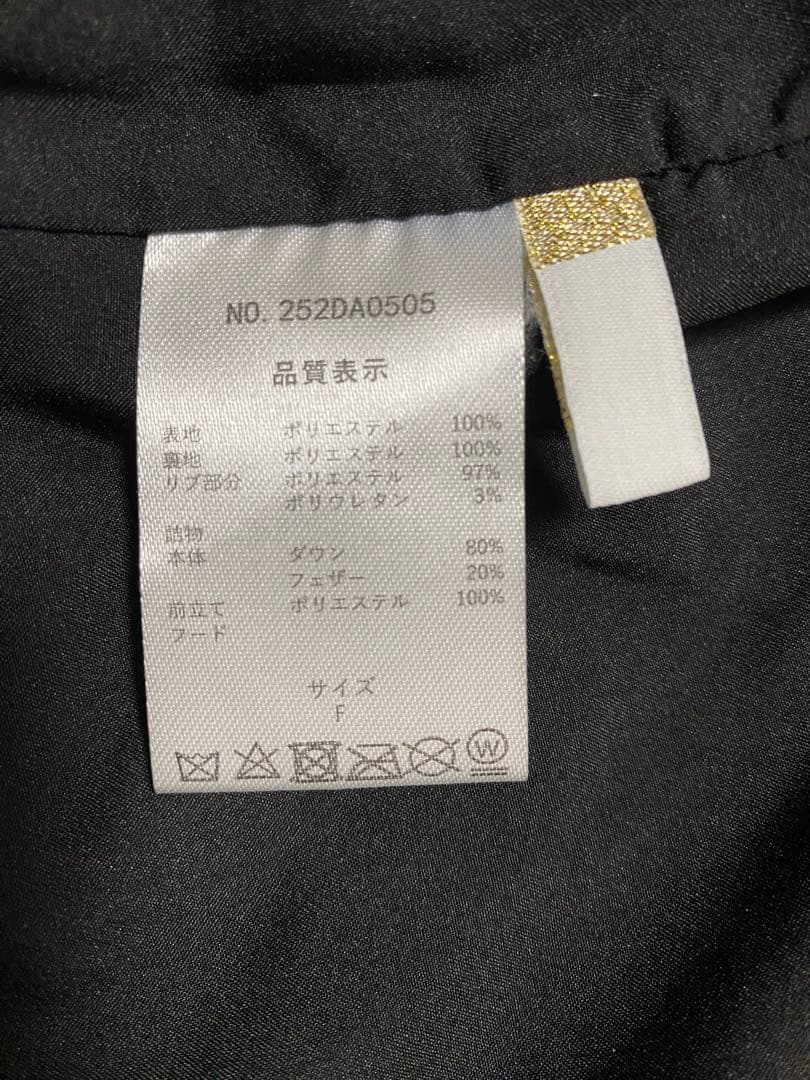 NO. 252DA0505
品質表示
表地 ポリエステル 100%
裏地 ポリエステル 100%
リブ部分 ポリエステル 97%
ポリウレタン 3%
詰物
本体 ダウン 80%
フェザー 20%
前立て ポリエステル 100%
フード
サイズ
F
W